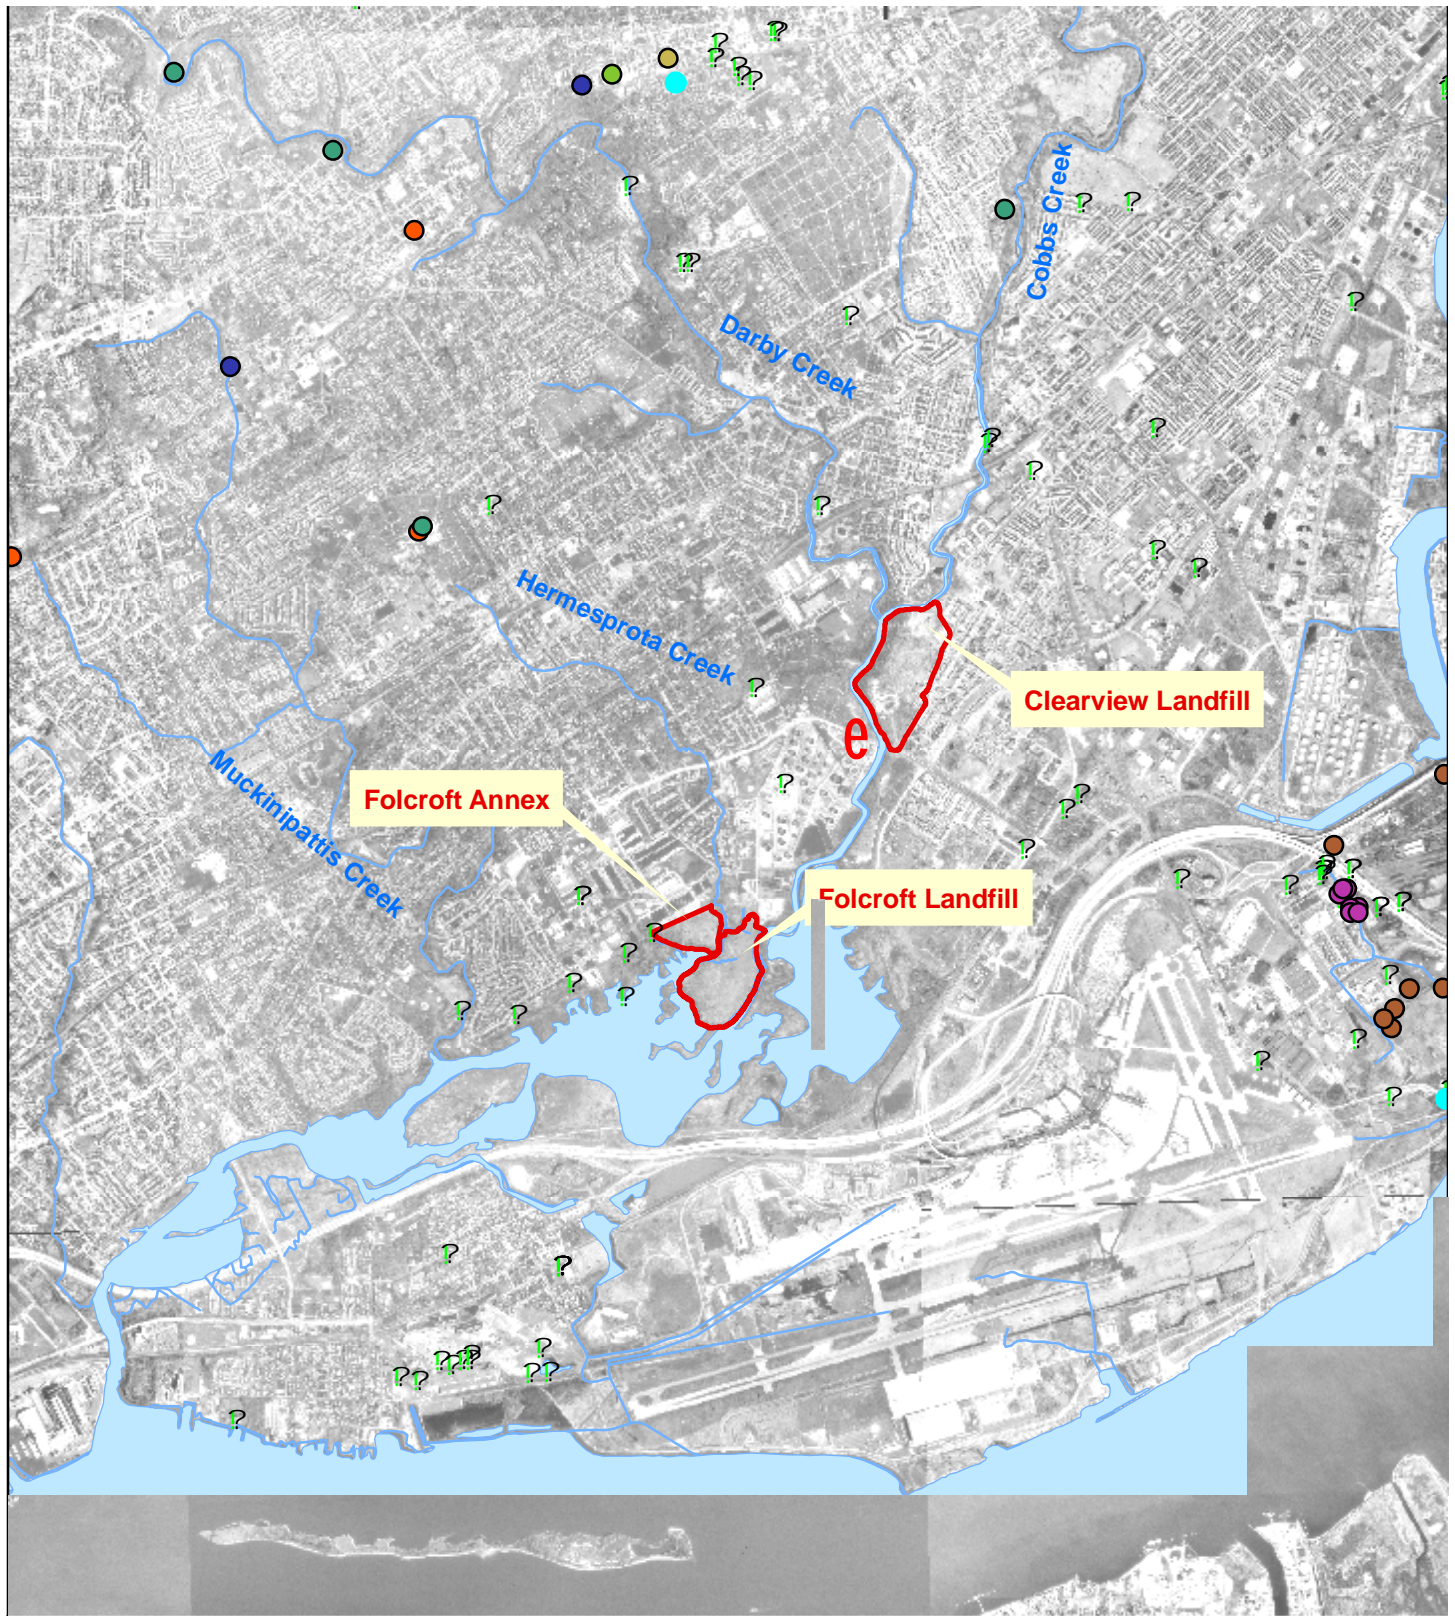 Cobbs Creek
Darby Creek
Hermesprota Creek
Clearview Landfill
e
Muckinipattis Creek
Folcroft Annex
Folcroft Landfill